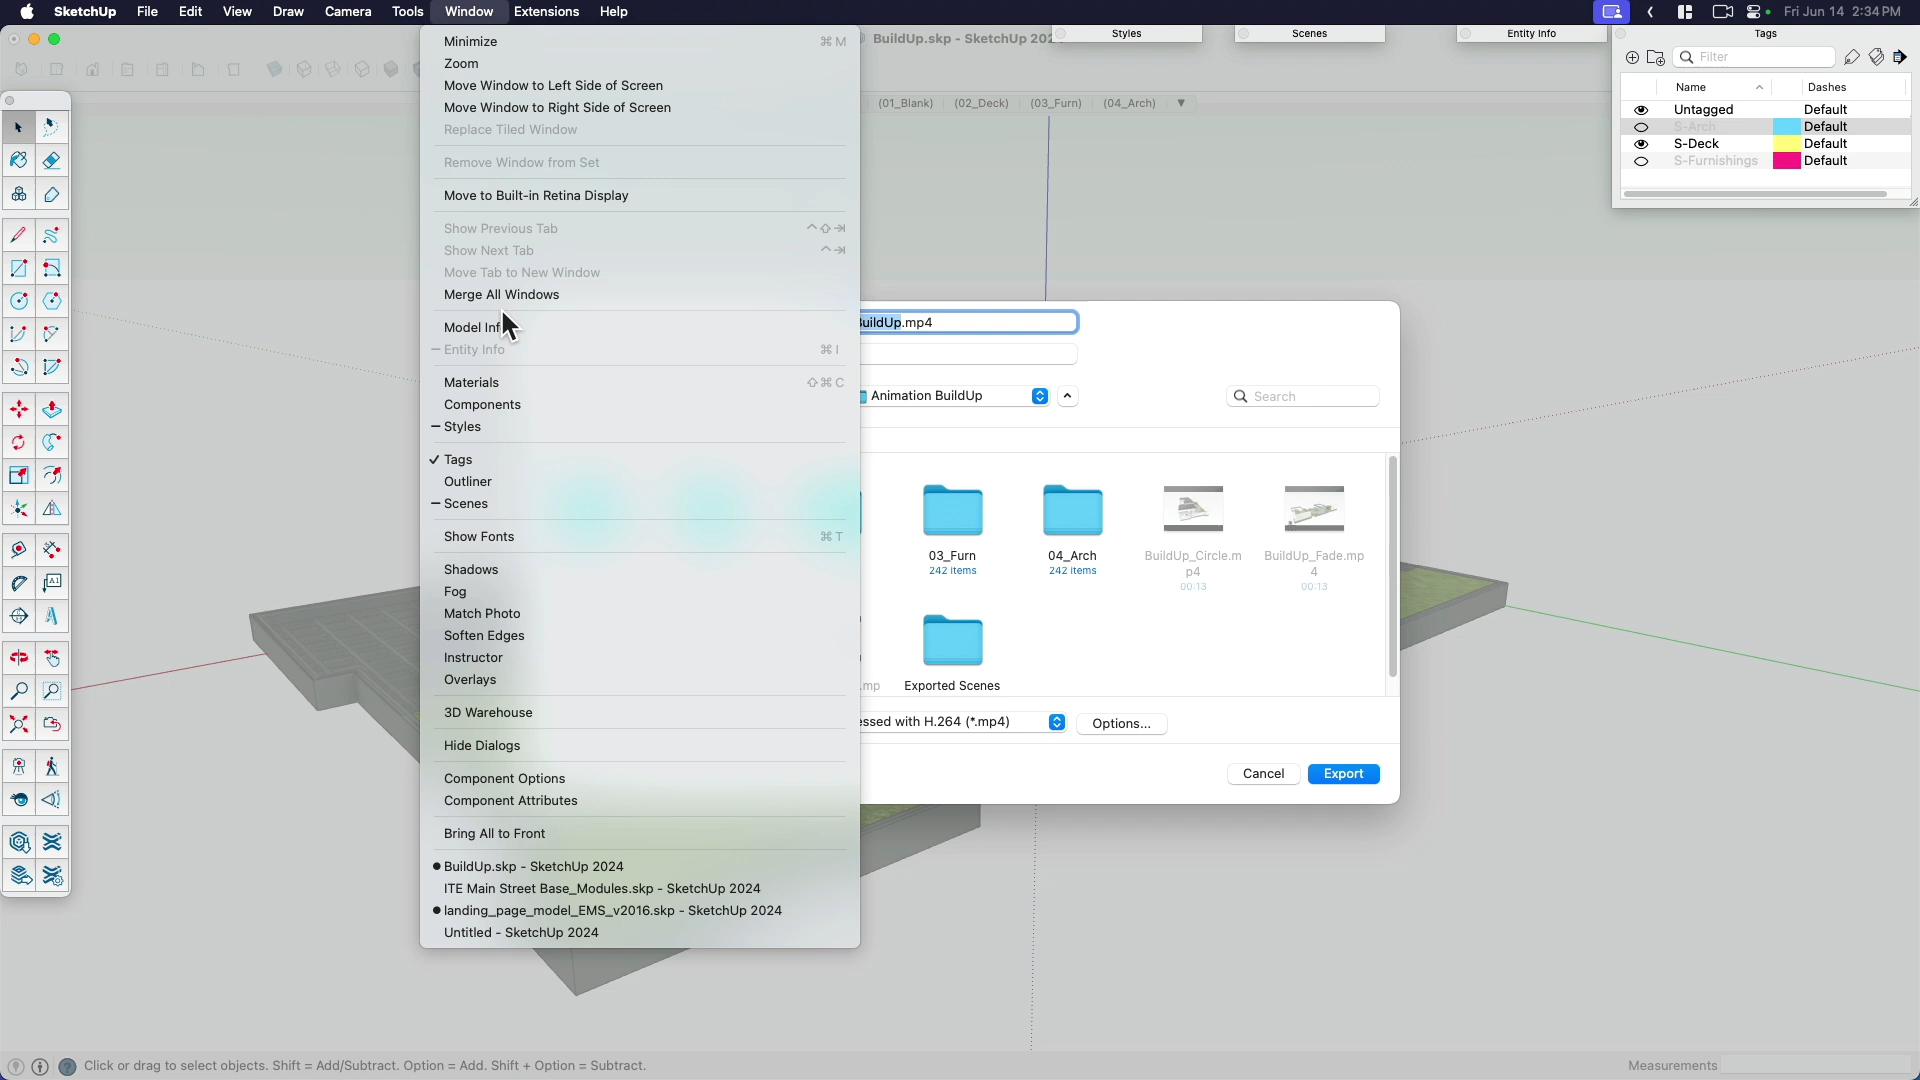 SketchUp File Edit View Draw Camera Tools Window Extensions Help
Fri Jun 14 2:34 PM
BuildUp.skp - SketchUp 202
Styles
Scenes
Entity Info
Tags
Filter
Name
Dashes
Untagged Default
S-Arch Default
S-Deck Default
S-Furnishings Default
(01_Blank) (02_Deck) (03_Furn) (04_Arch)
Minimize ⌘ M
Zoom
Move Window to Left Side of Screen
Move Window to Right Side of Screen
Replace Tiled Window
Remove Window from Set
Move to Built-in Retina Display
Show Previous Tab ^⇧⇥
Show Next Tab ^⇥
Move Tab to New Window
Merge All Windows
Model Inf
Entity Info ⌘ I
Materials ⇧⌘ C
Components
Styles
✓ Tags
Outliner
Scenes
Show Fonts ⌘ T
Shadows
Fog
Match Photo
Soften Edges
Instructor
Overlays
3D Warehouse
Hide Dialogs
Component Options
Component Attributes
Bring All to Front
BuildUp.skp - SketchUp 2024
ITE Main Street Base_Modules.skp - SketchUp 2024
landing_page_model_EMS_v2016.skp - SketchUp 2024
Untitled - SketchUp 2024
BuildUp.mp4
Animation BuildUp
Search
03_Furn
242 items
04_Arch
242 items
BuildUp_Circle.m
p4
00:13
BuildUp_Fade.mp
4
00:13
.mp
Exported Scenes
essed with H.264 (*.mp4)
Options...
Cancel
Export
Click or drag to select objects. Shift = Add/Subtract. Option = Add. Shift + Option = Subtract.
Measurements